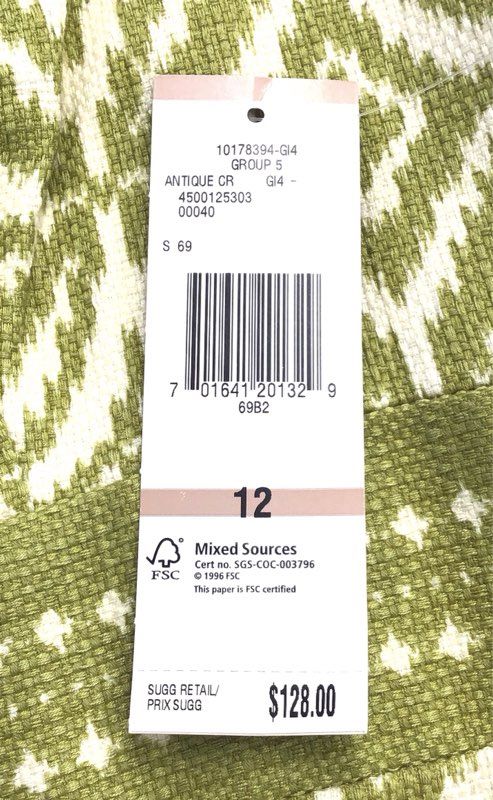 10178394-GI4
GROUP 5
ANTIQUE CR GI4 -
4500125303
00040
S 69
7 01641 20132 9
69B2
12
FSC
Mixed Sources
Cert no. SGS-COC-003796
© 1996 FSC
This paper is FSC certified
SUGG RETAIL/
PRIX SUGG
$128.00